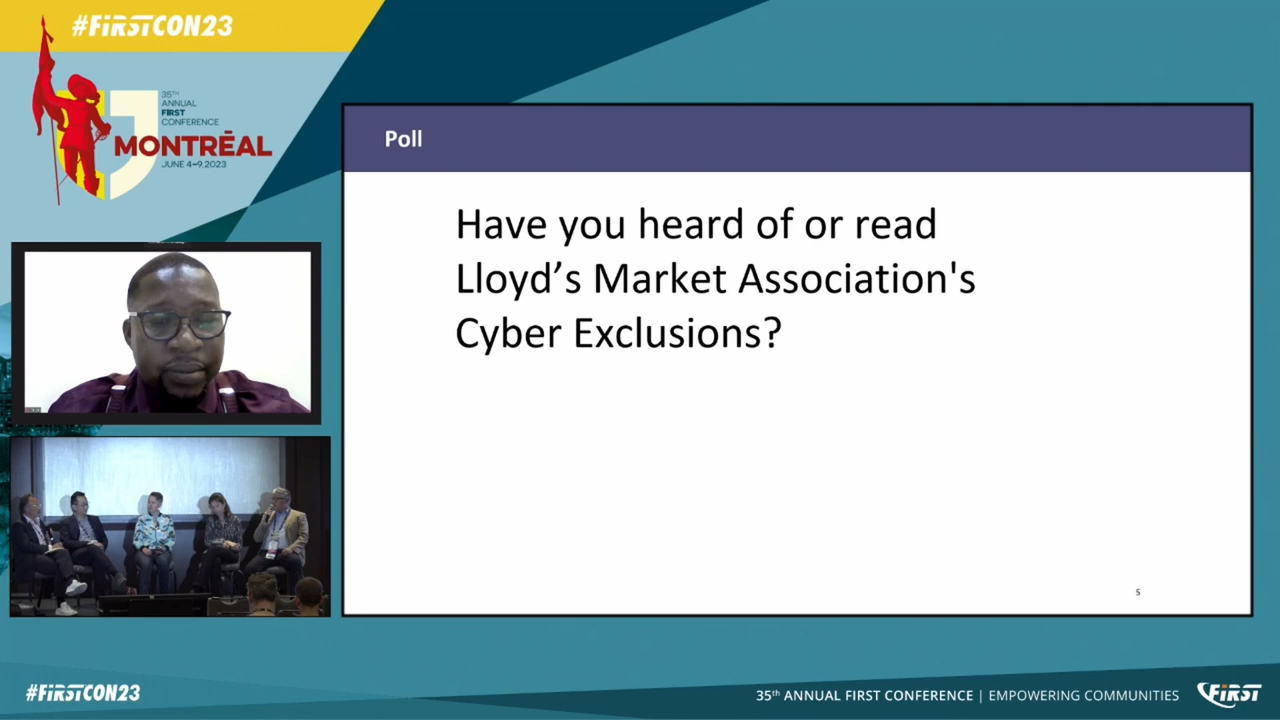 #FiRSTCON23
35TH
ANNUAL
FIRST
CONFERENCE
MONTRĒAL
JUNE 4–9, 2023
Poll
Have you heard of or read
Lloyd’s Market Association's
Cyber Exclusions?
5
#FiRSTCON23
35th ANNUAL FIRST CONFERENCE | EMPOWERING COMMUNITIES
FiRST